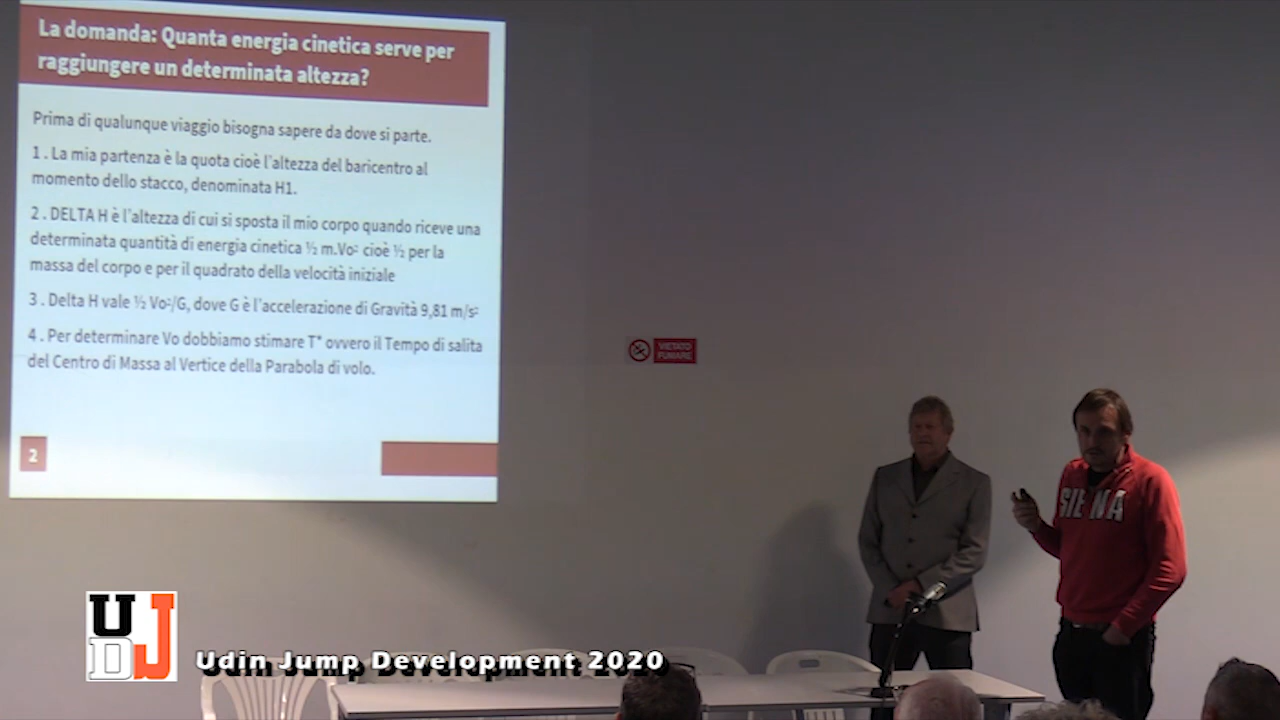 La domanda: Quanta energia cinetica serve per
raggiungere un determinata altezza?
Prima di qualunque viaggio bisogna sapere da dove si parte.
1 . La mia partenza è la quota cioè l'altezza del baricentro al
momento dello stacco, denominata H1.
2 . DELTA H è l'altezza di cui si sposta il mio corpo quando riceve una
determinata quantità di energia cinetica ½ m.Vo² cioè ½ per la
massa del corpo e per il quadrato della velocità iniziale
3 . Delta H vale ½ Vo²/G, dove G è l'accelerazione di Gravità 9,81 m/s²
4 . Per determinare Vo dobbiamo stimare T* ovvero il Tempo di salita
del Centro di Massa al Vertice della Parabola di volo.
2
VIETATO
FUMARE
SIENA
UDJ
Udin Jump Development 2020